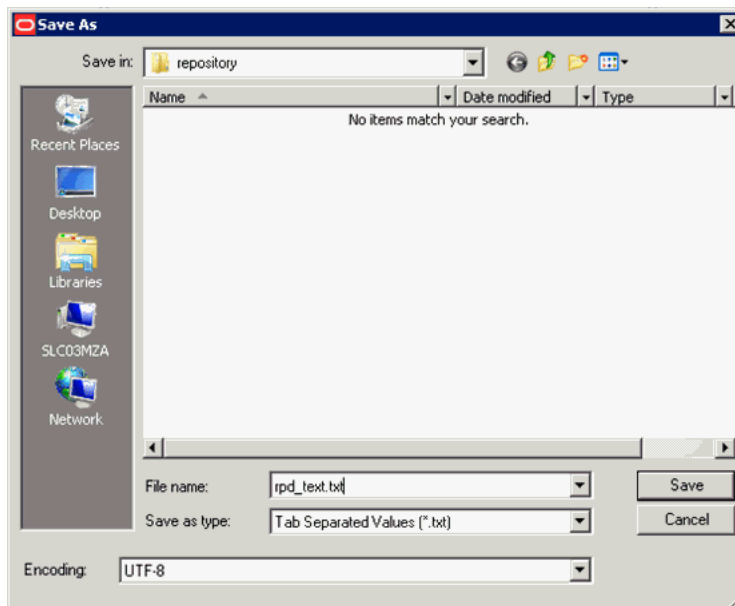 Save As
Save in: repository
Name Date modified Type
No items match your search.
Recent Places
Desktop
Libraries
SLC03MZA
Network
File name: rpd_text.txt Save
Save as type: Tab Separated Values (*.txt) Cancel
Encoding: UTF-8